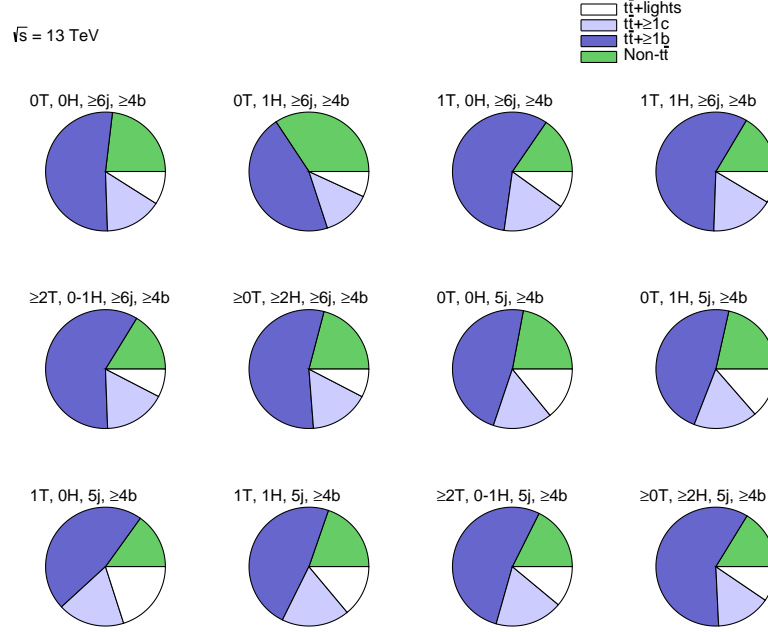 tt̄+lights
√s = 13 TeV
tt̄+≥1c
tt̄+≥1b
Non-tt̄
0T, 0H, ≥6j, ≥4b
0T, 1H, ≥6j, ≥4b
1T, 0H, ≥6j, ≥4b
1T, 1H, ≥6j, ≥4b
≥2T, 0-1H, ≥6j, ≥4b
≥0T, ≥2H, ≥6j, ≥4b
0T, 0H, 5j, ≥4b
0T, 1H, 5j, ≥4b
1T, 0H, 5j, ≥4b
1T, 1H, 5j, ≥4b
≥2T, 0-1H, 5j, ≥4b
≥0T, ≥2H, 5j, ≥4b